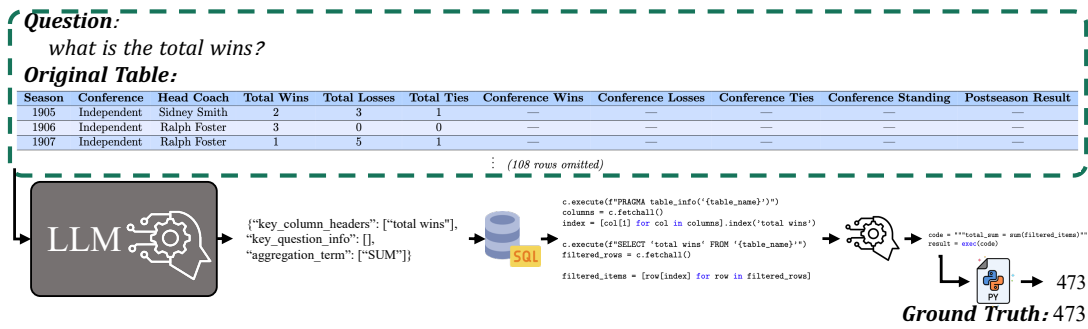 Question:
what is the total wins?
Original Table:
Season Conference Head Coach Total Wins Total Losses Total Ties Conference Wins Conference Losses Conference Ties Conference Standing Postseason Result
1905 Independent Sidney Smith 2 3 1 — — — — —
1906 Independent Ralph Foster 3 0 0 — — — — —
1907 Independent Ralph Foster 1 5 1 — — — — —
⋮ (108 rows omitted)
LLM
{“key_column_headers”: [“total wins"],
“key_question_info”: [],
“aggregation_term”: [“SUM”]}
SQL
c.execute(f"PRAGMA table_info(‘{table_name}’)")
columns = c.fetchall()
index = [col[1] for col in columns].index(‘total wins’)
c.execute(f"SELECT ‘total wins’ FROM ‘{table_name}’")
filtered_rows = c.fetchall()
filtered_items = [row[index] for row in filtered_rows]
code = """total_sum = sum(filtered_items)""
result = exec(code)
PY
473
Ground Truth: 473